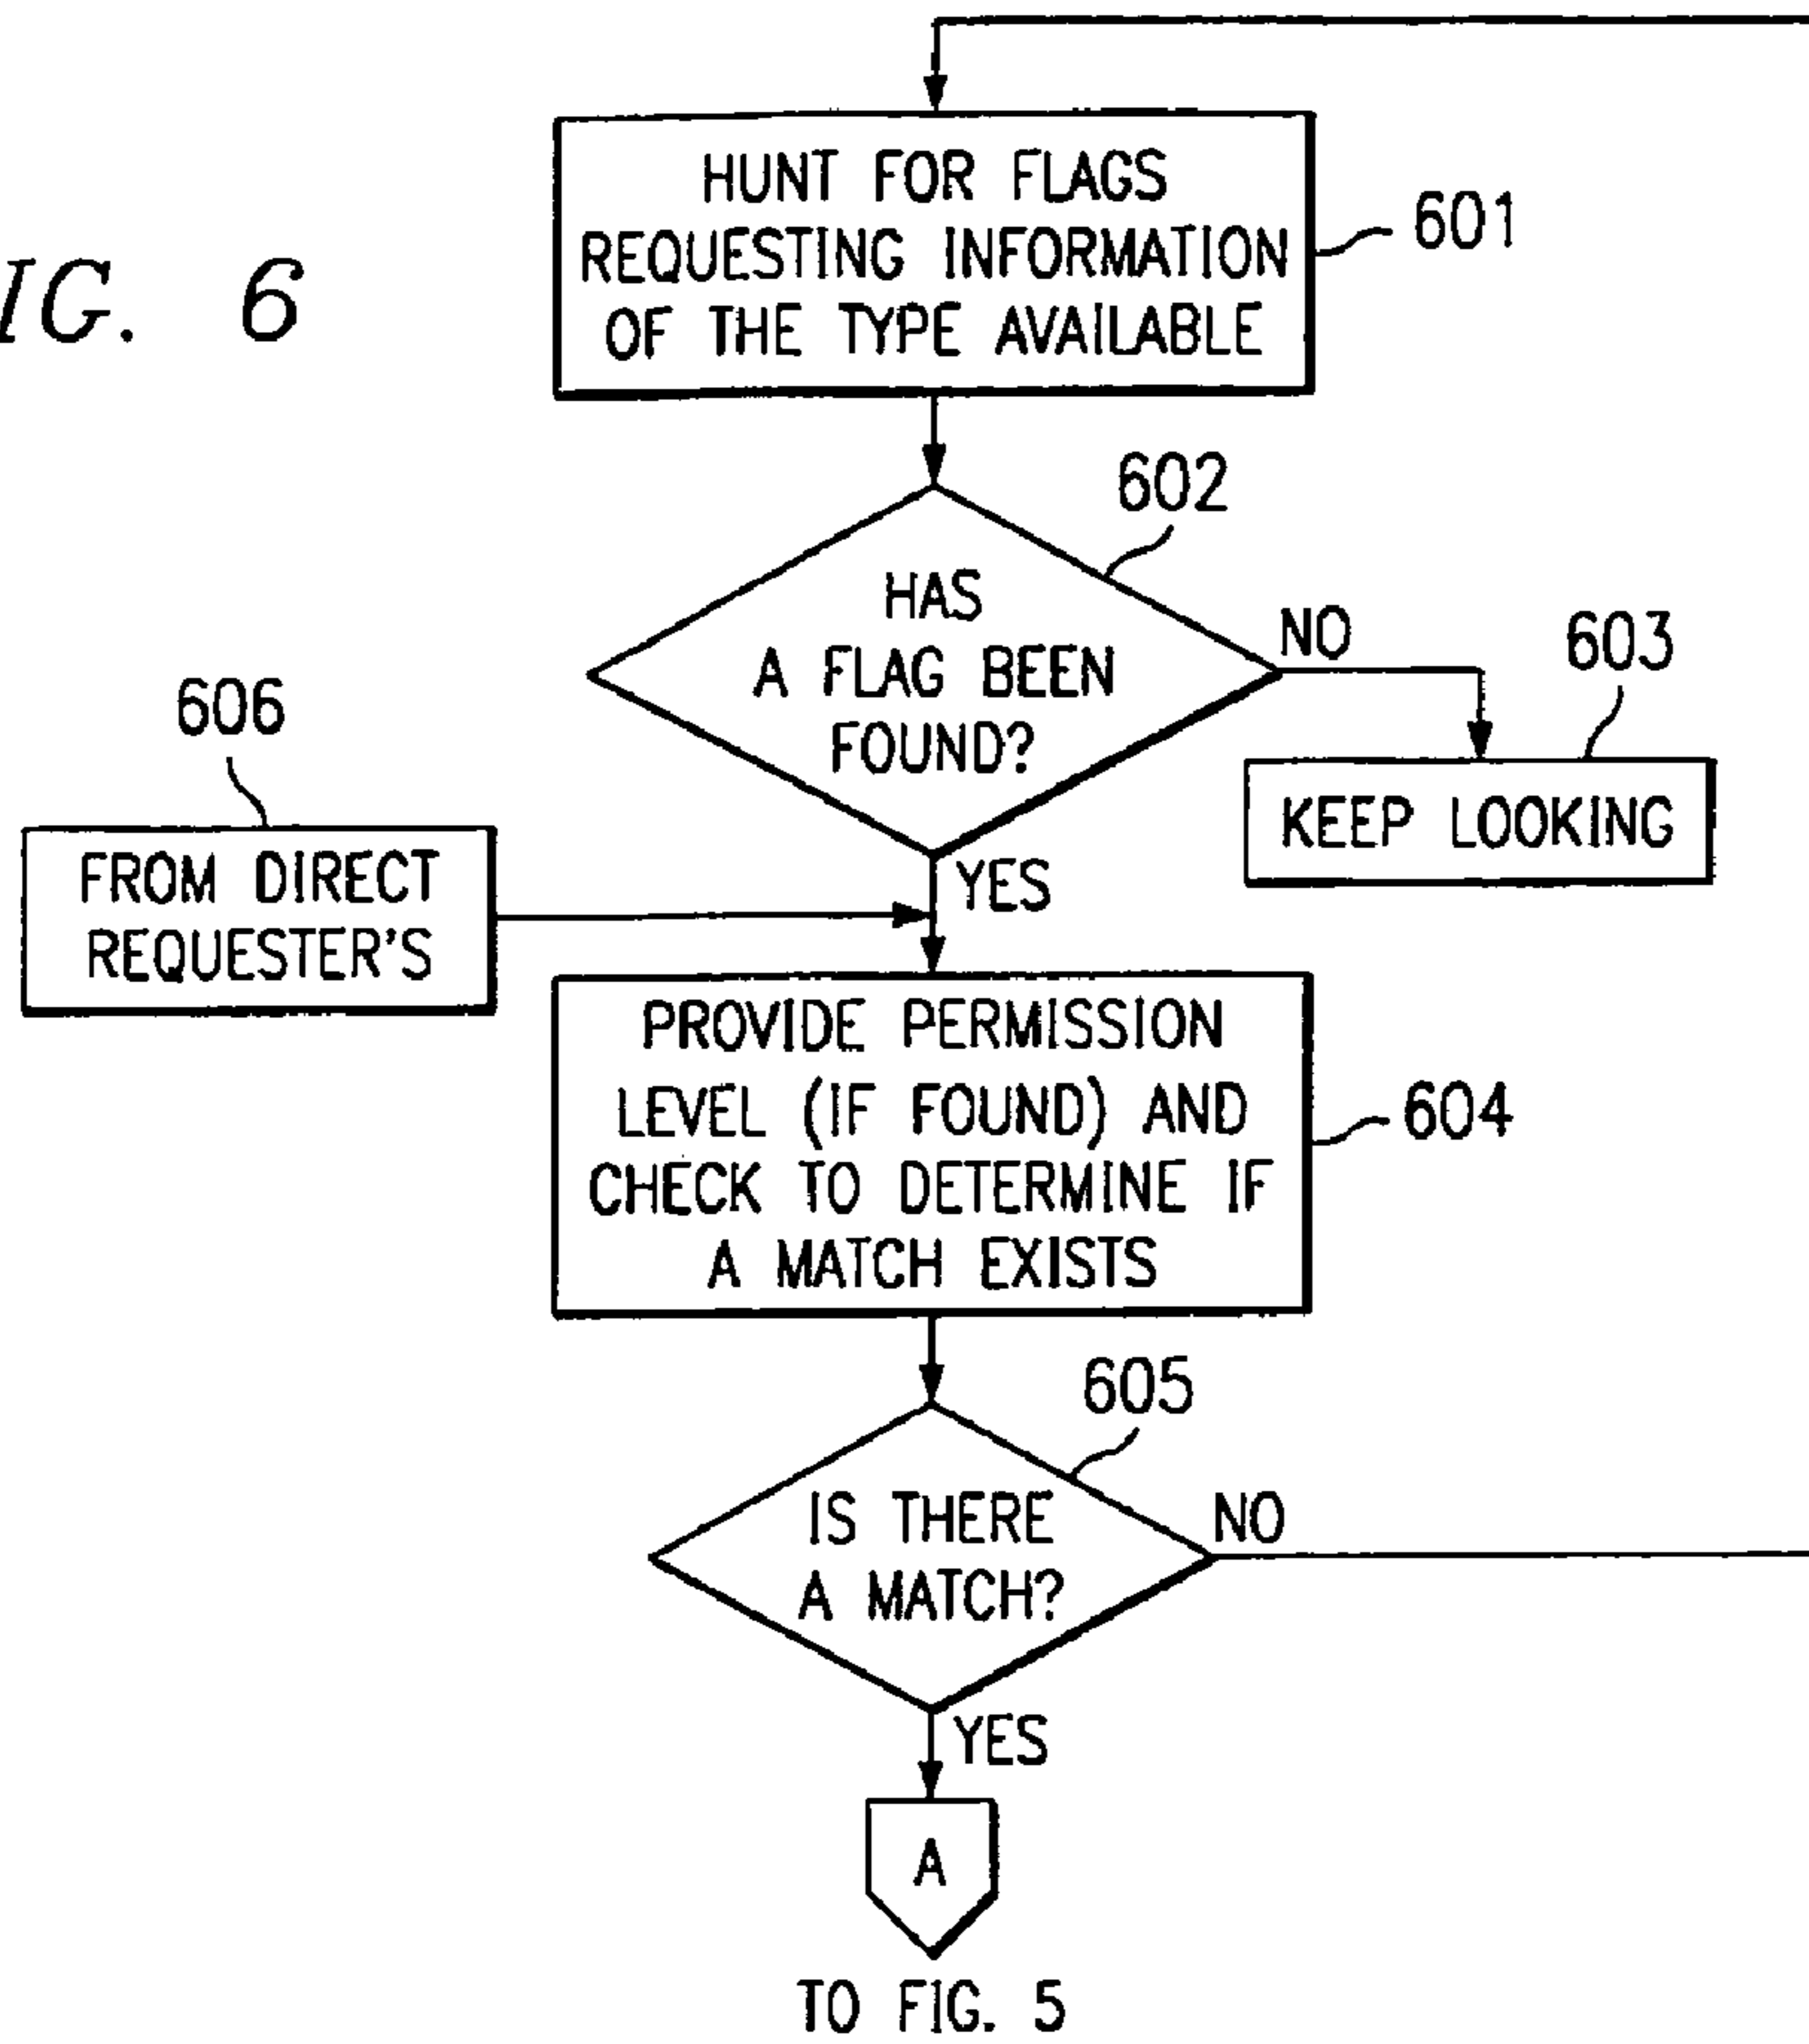 IG. 6
HUNT FOR FLAGS
REQUESTING INFORMATION
OF THE TYPE AVAILABLE
601
602
HAS
A FLAG BEEN
FOUND?
NO
603
KEEP LOOKING
606
FROM DIRECT
REQUESTER'S
YES
PROVIDE PERMISSION
LEVEL (IF FOUND) AND
CHECK TO DETERMINE IF
A MATCH EXISTS
604
605
IS THERE
A MATCH?
NO
YES
A
TO FIG. 5